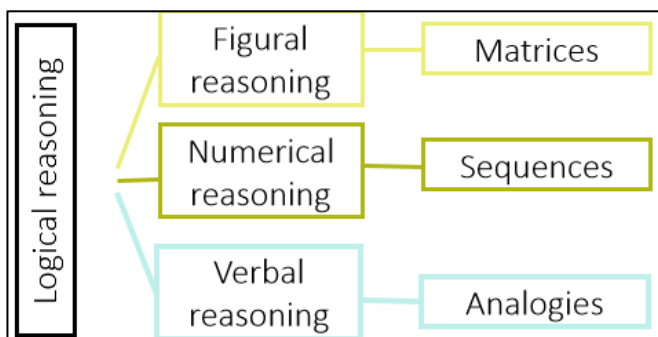 Logical reasoning
Figural
reasoning
Matrices
Numerical
reasoning
Sequences
Verbal
reasoning
Analogies